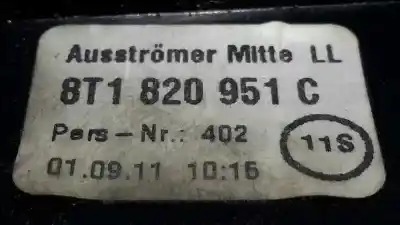 Ausströmer Mitte LL
8T1 820 951 C
Pers-Nr.: 402
11S
01.09.11 10:16